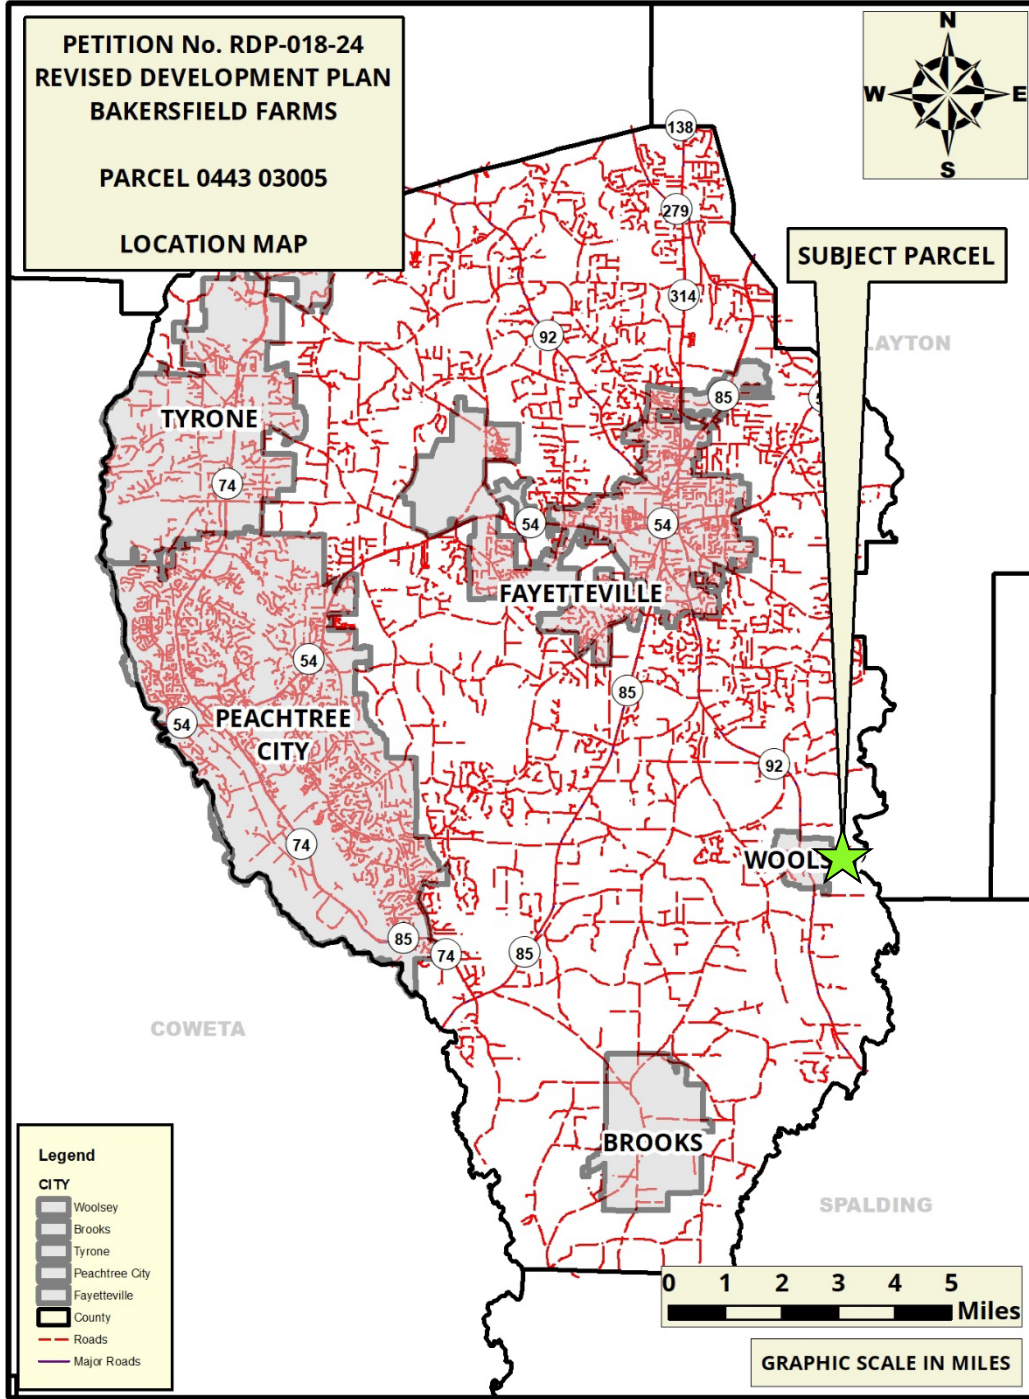 PETITION No. RDP-018-24
REVISED DEVELOPMENT PLAN
BAKERSFIELD FARMS
PARCEL 0443 03005
LOCATION MAP
N
W
E
S
138
279
SUBJECT PARCEL
314
92
LAYTON
85
TYRONE
74
54
54
FAYETTEVILLE
54
85
54
PEACHTREE
CITY
92
74
WOOLS
85
74
85
COWETA
BROOKS
SPALDING
Legend
CITY
Woolsey
Brooks
Tyrone
Peachtree City
Fayetteville
County
Roads
Major Roads
0 1 2 3 4 5
Miles
GRAPHIC SCALE IN MILES